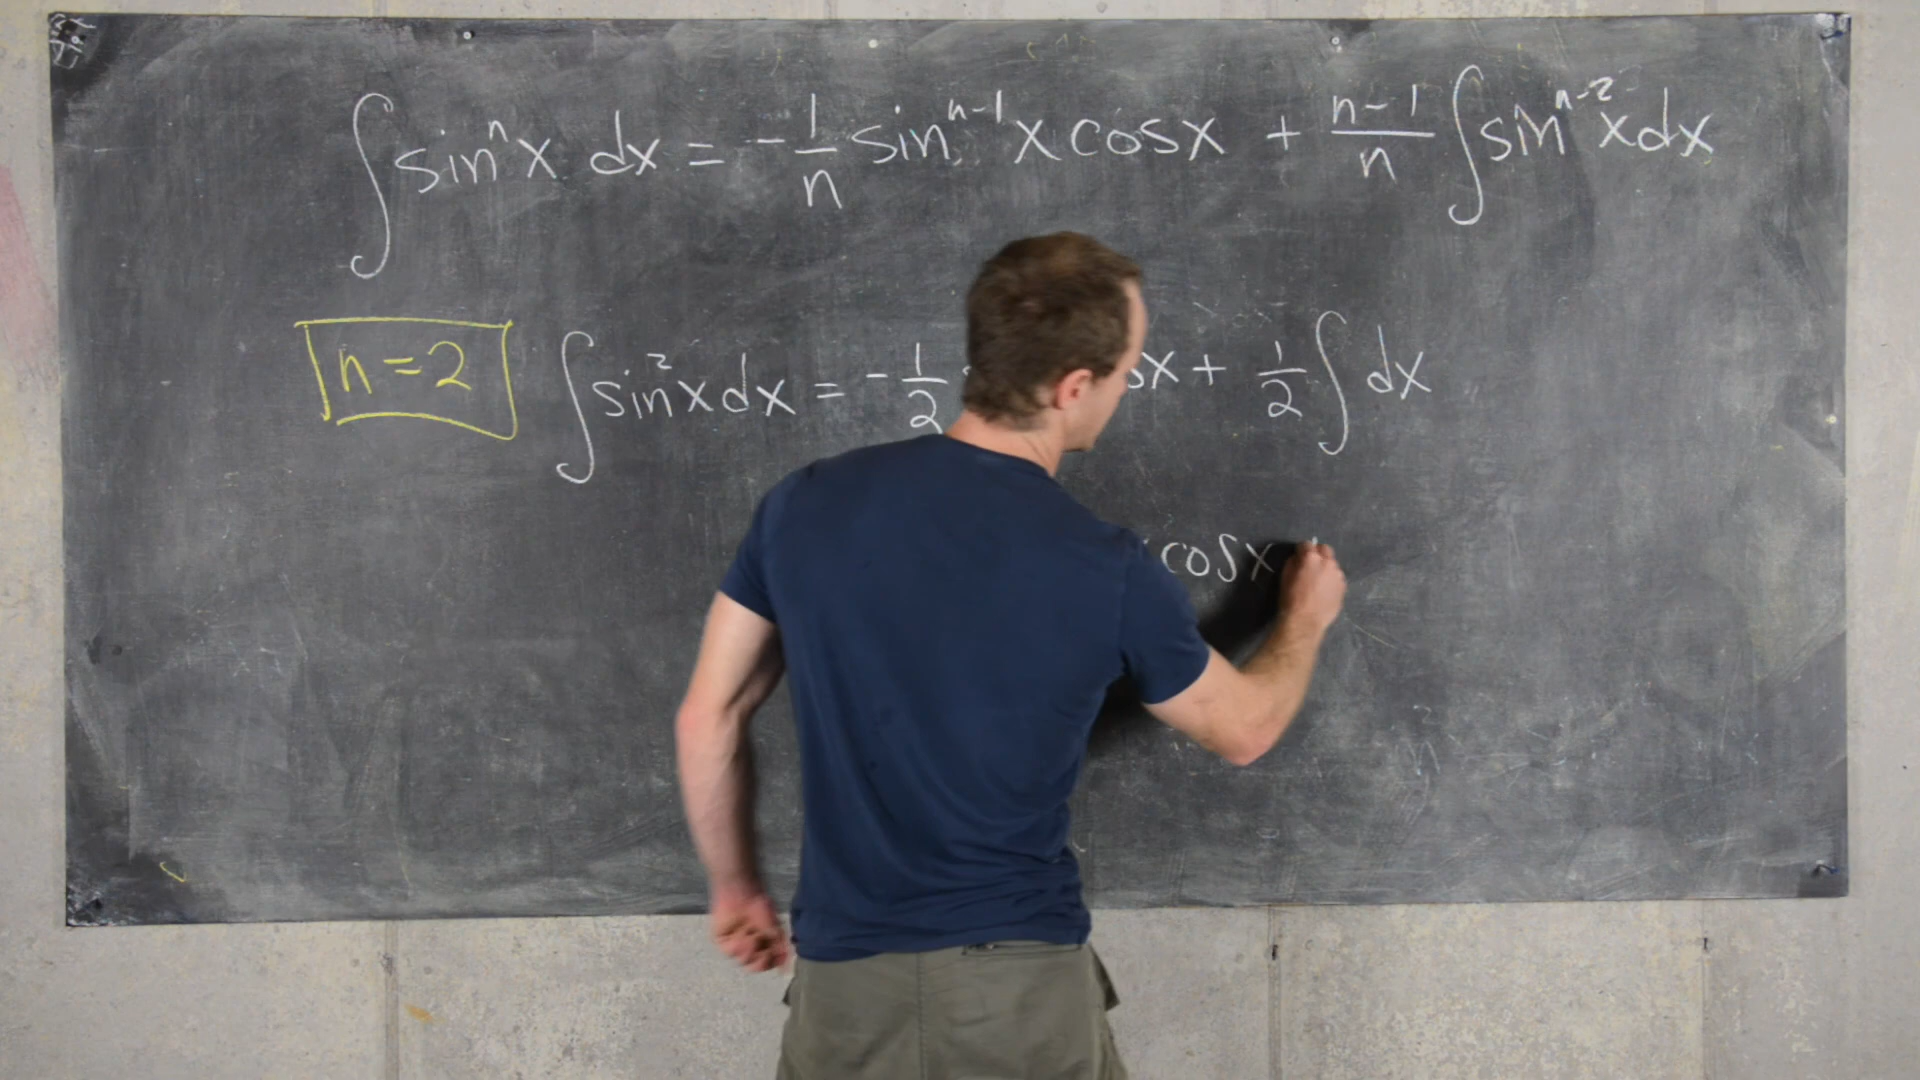 ∫ sinⁿx dx = -1/n sinⁿ⁻¹x cosx + n-1/n ∫ sinⁿ⁻²x dx
n=2 ∫ sin²x dx = -1/2 x + 1/2 ∫ dx
cosx